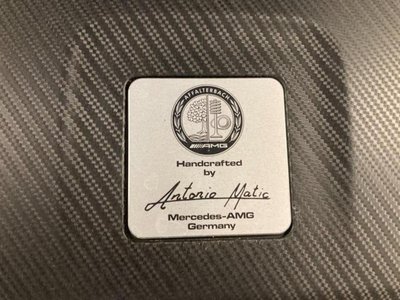 AFFALTERBACH
AMG
Handcrafted
by
Antonio Matic
Mercedes-AMG
Germany